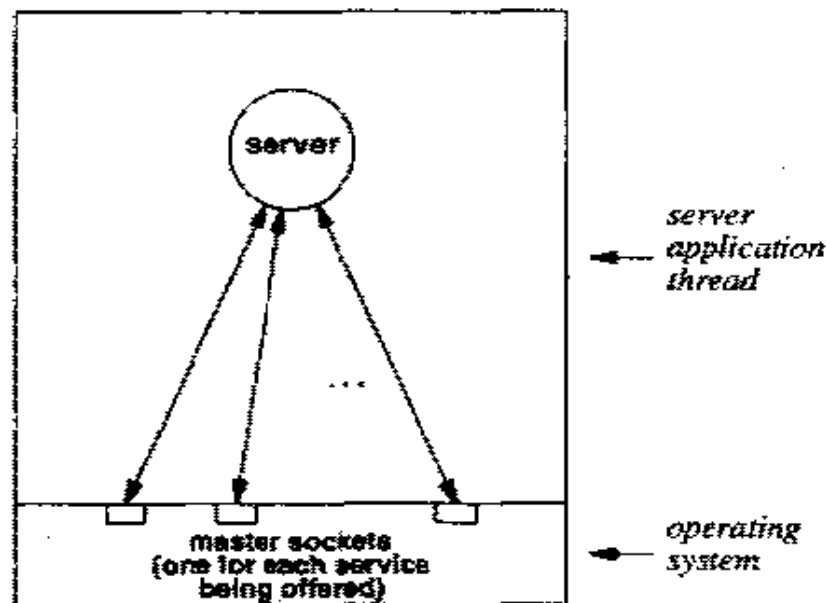 server
server
application
thread
...
master sockets
(one for each service
being offered)
operating
system